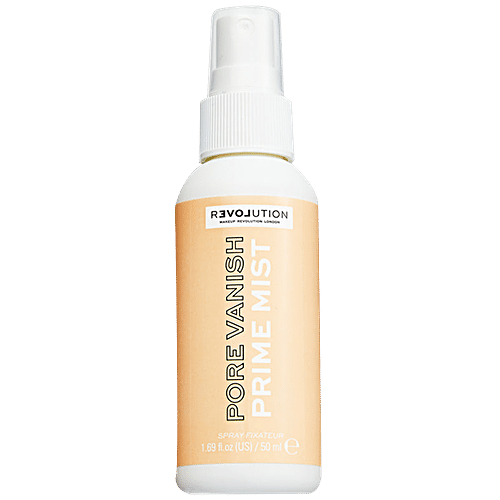 REVOLUTION
MAKEUP REVOLUTION LONDON
PORE VANISH
PRIME MIST
SPRAY FIXATEUR
1.69 fl.oz (US) / 50 ml ℮